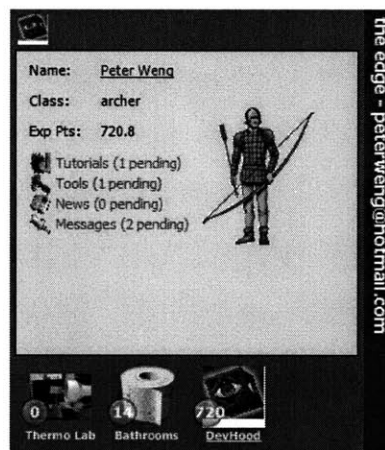 Name: Peter Weng
Class: archer
Exp Pts: 720.8
Tutorials (1 pending)
Tools (1 pending)
News (0 pending)
Messages (2 pending)
0
14
720
Thermo Lab
Bathrooms
DevHood
the edge - peterweng@hotmail.com